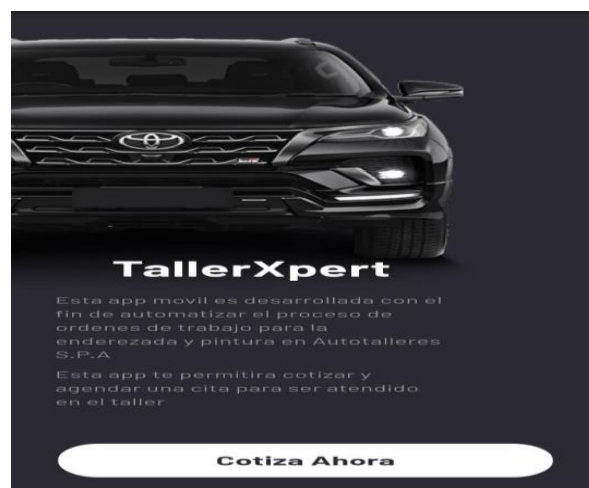 TallerXpert
Esta app movil es desarrollada con el
fin de automatizar el proceso de
ordenes de trabajo para la
enderezada y pintura en Autotalleres
S.P.A
Esta app te permitira cotizar y
agendar una cita para ser atendido
en el taller
Cotiza Ahora